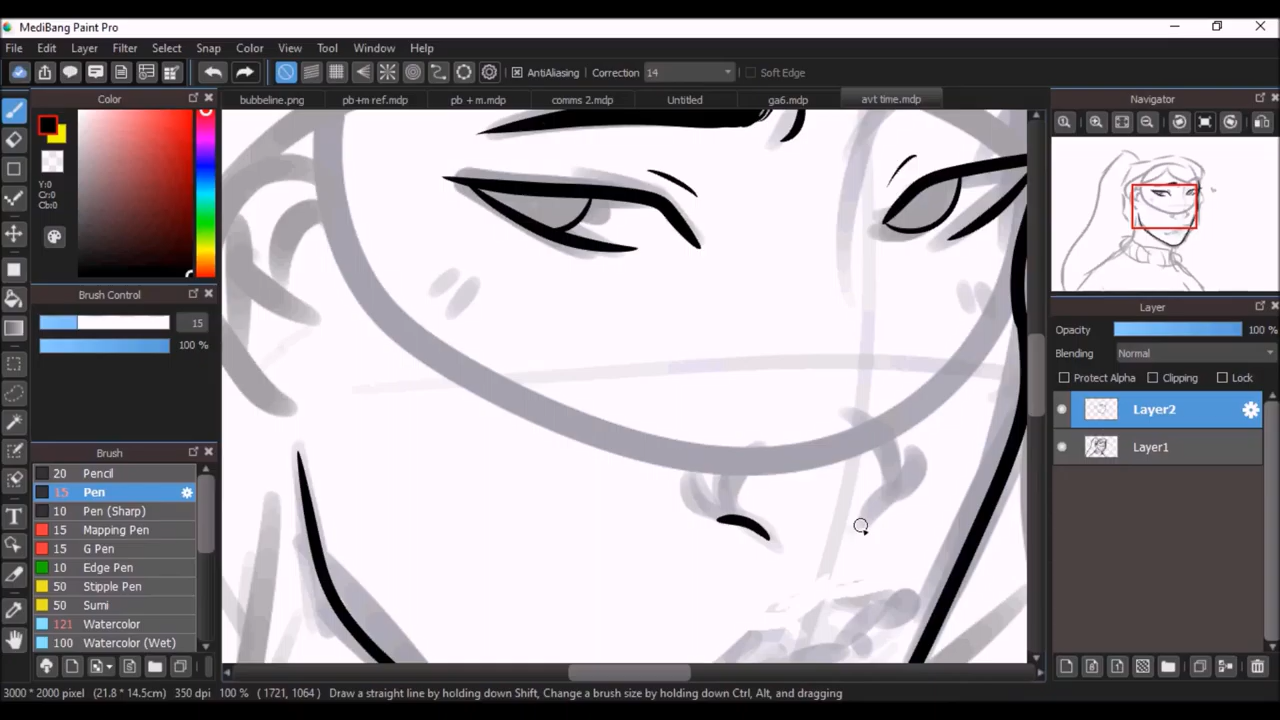 MediBang Paint Pro
File Edit Layer Filter Select Snap Color View Tool Window Help
AntiAliasing Correction 14 Soft Edge
Color
bubbeline.png pb+m ref.mdp pb + m.mdp comms 2.mdp Untitled ga6.mdp avt time.mdp
Navigator
Y:0
Cr:0
Cb:0
Brush Control
15
100 %
Brush
20 Pencil
15 Pen
10 Pen (Sharp)
15 Mapping Pen
15 G Pen
10 Edge Pen
50 Stipple Pen
50 Sumi
121 Watercolor
100 Watercolor (Wet)
Layer
Opacity 100 %
Blending Normal
Protect Alpha Clipping Lock
Layer2
Layer1
3000 * 2000 pixel (21.8 * 14.5cm) 350 dpi 100 % ( 1721, 1064 ) Draw a straight line by holding down Shift, Change a brush size by holding down Ctrl, Alt, and dragging